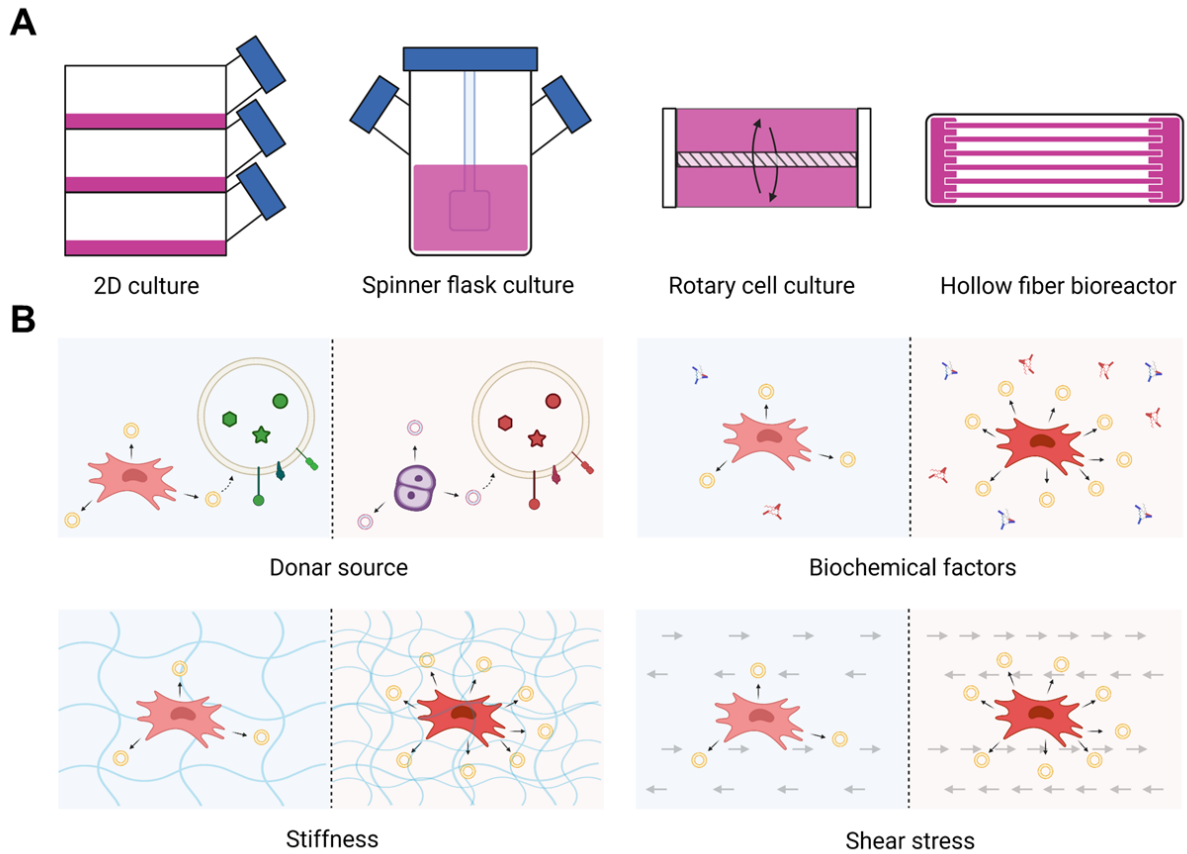 A
2D culture
Spinner flask culture
Rotary cell culture
Hollow fiber bioreactor
B
Donar source
Biochemical factors
Stiffness
Shear stress